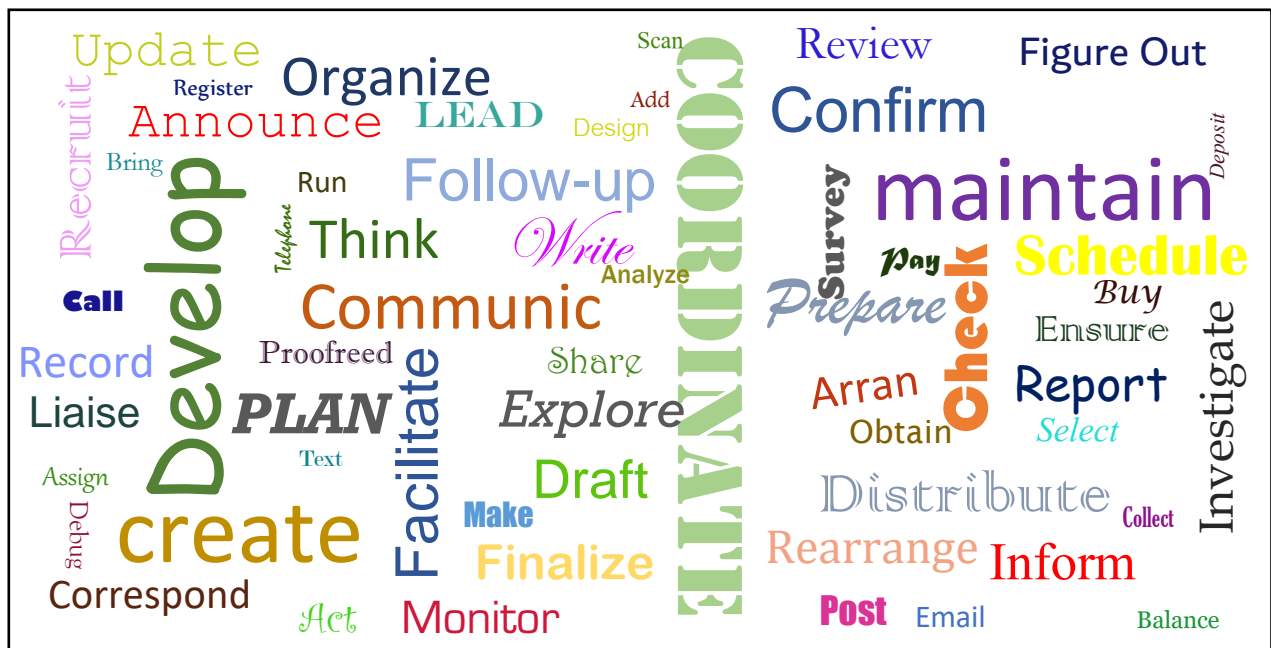 Update
Register
Recruit
Announce
Bring
Organize
LEAD
Scan
Add
Design
Develop
Run
Follow-up
Telephone
Think
Write
Analyze
Call
Communic
Record
Proofreed
Share
Liaise
PLAN
Facilitate
Explore
Text
Assign
Debug
create
Draft
Make
Finalize
Correspond
Act
Monitor
COORDINATE
Review
Figure Out
Confirm
Deposit
maintain
Survey
Pay
Check
Schedule
Prepare
Buy
Ensure
Investigate
Arran
Report
Obtain
Select
Distribute
Collect
Rearrange
Inform
Post
Email
Balance